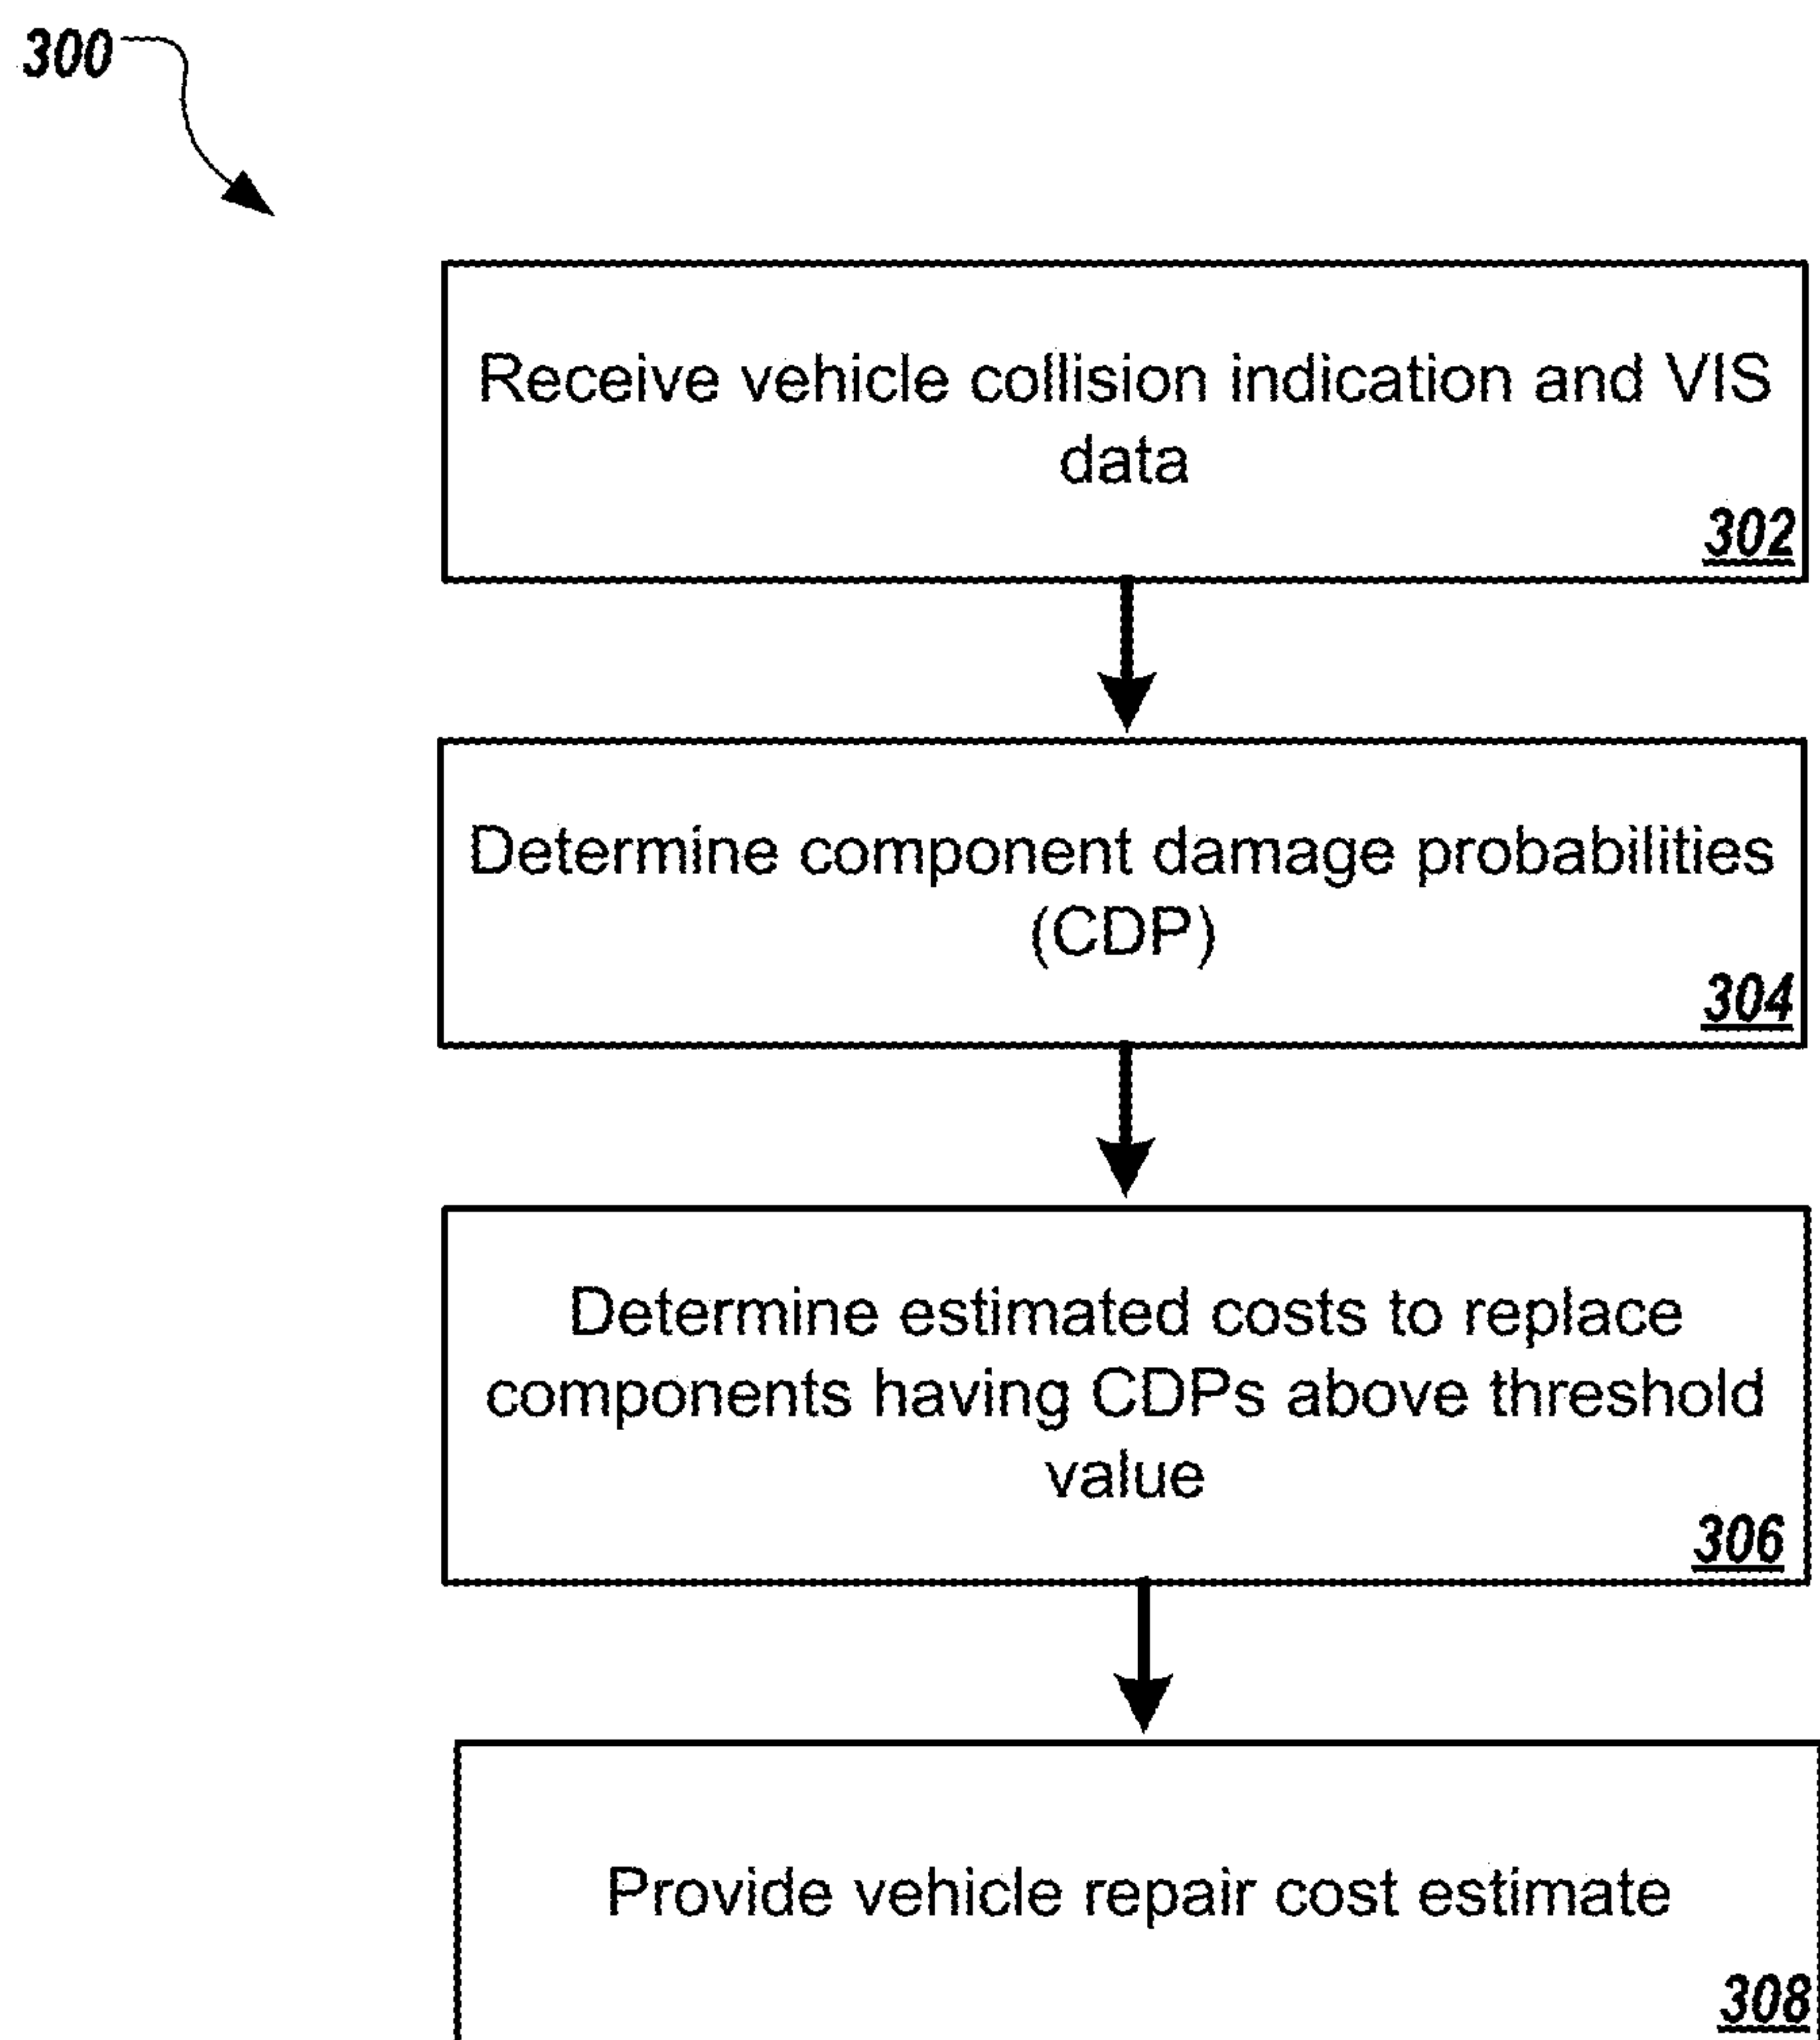 300
Receive vehicle collision indication and VIS
data
302
Determine component damage probabilities
(CDP)
304
Determine estimated costs to replace
components having CDPs above threshold
value
306
Provide vehicle repair cost estimate
308